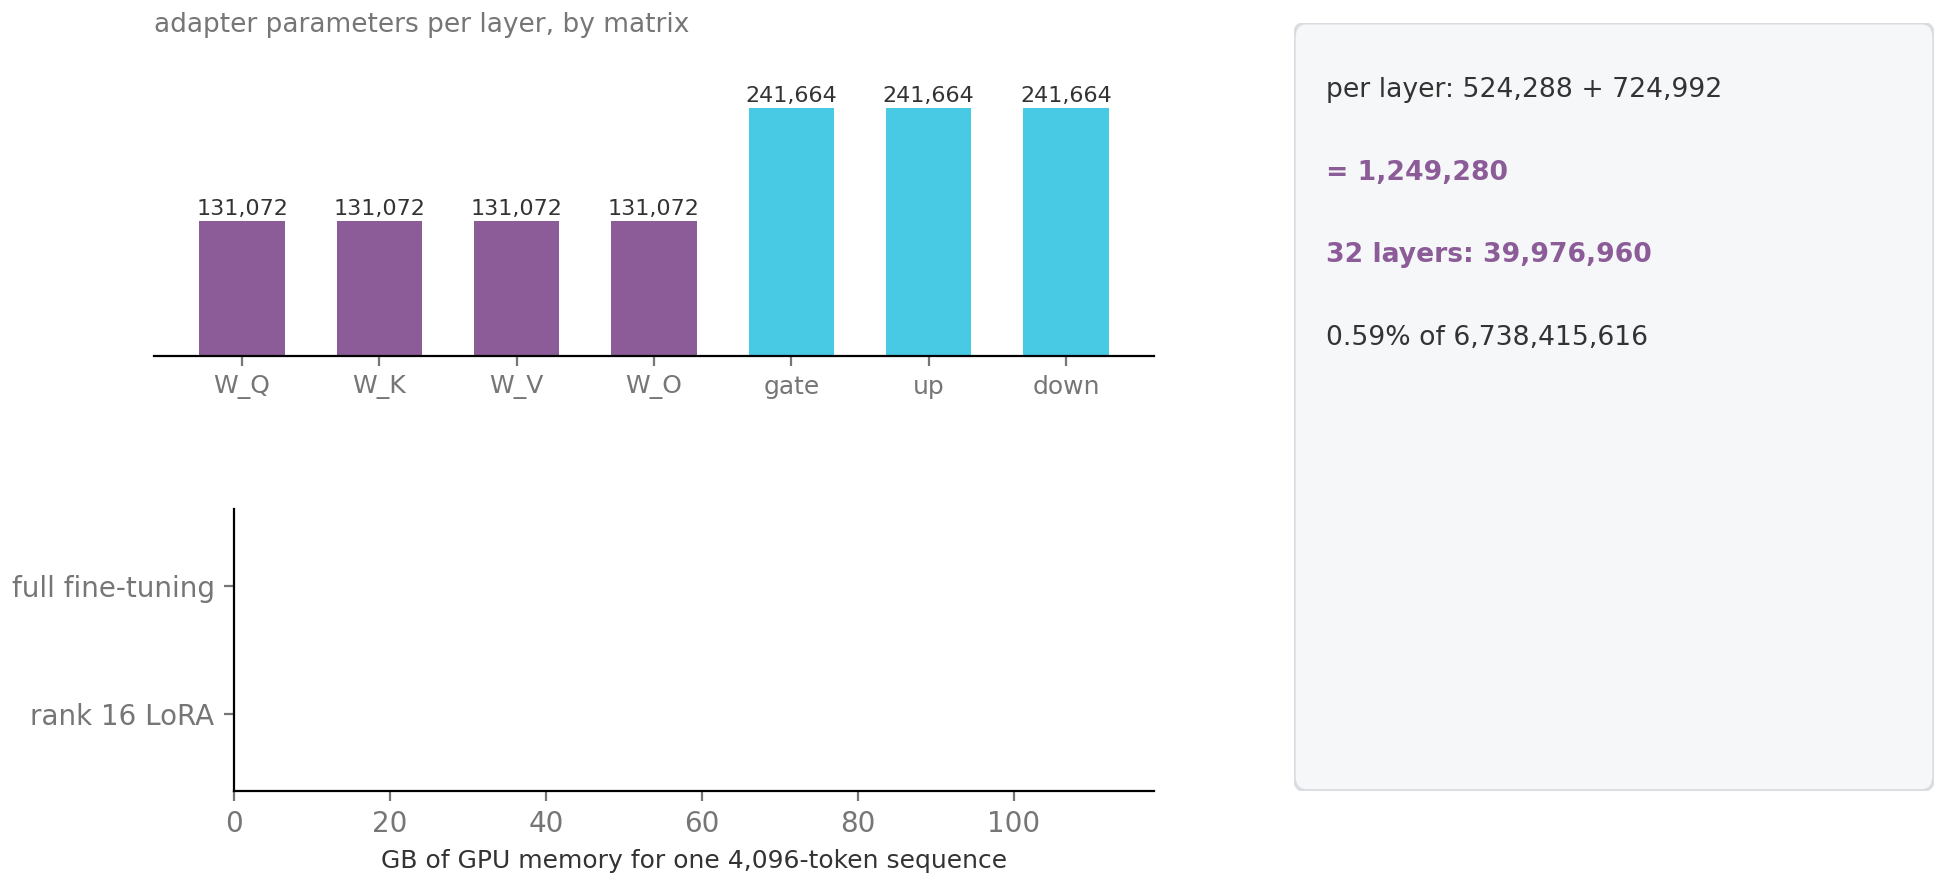 adapter parameters per layer, by matrix
241,664 241,664 241,664
131,072 131,072 131,072 131,072
W_Q W_K W_V W_O gate up down
full fine-tuning
rank 16 LoRA
0 20 40 60 80 100
GB of GPU memory for one 4,096-token sequence
per layer: 524,288 + 724,992
= 1,249,280
32 layers: 39,976,960
0.59% of 6,738,415,616